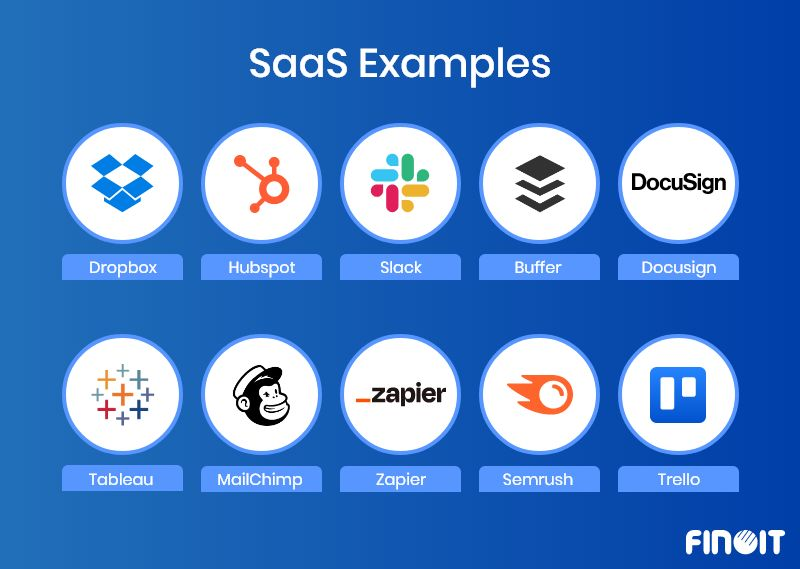 SaaS Examples
DocuSign
Dropbox
Hubspot
Slack
Buffer
Docusign
zapier
Tableau
MailChimp
Zapier
Semrush
Trello
FINOIT